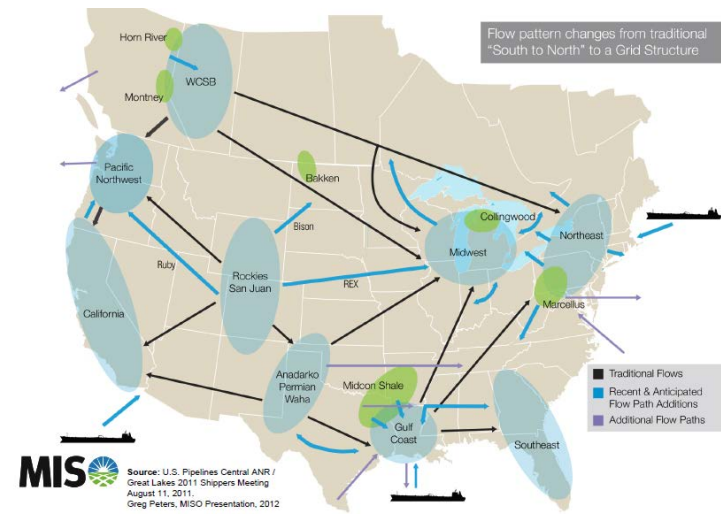 Flow pattern changes from traditional
"South to North" to a Grid Structure
Horn River
WCSB
Montney
Pacific
Northwest
Bakken
Bison
Collingwood
Northeast
Midwest
Ruby
Rockies
San Juan
REX
Marcellus
California
Anadarko
Permian
Waha
Midcon Shale
Gulf
Coast
Southeast
Traditional Flows
Recent & Anticipated
Flow Path Additions
Additional Flow Paths
MISO
Source: U.S. Pipelines Central ANR /
Great Lakes 2011 Shippers Meeting
August 11, 2011.
Greg Peters, MISO Presentation, 2012